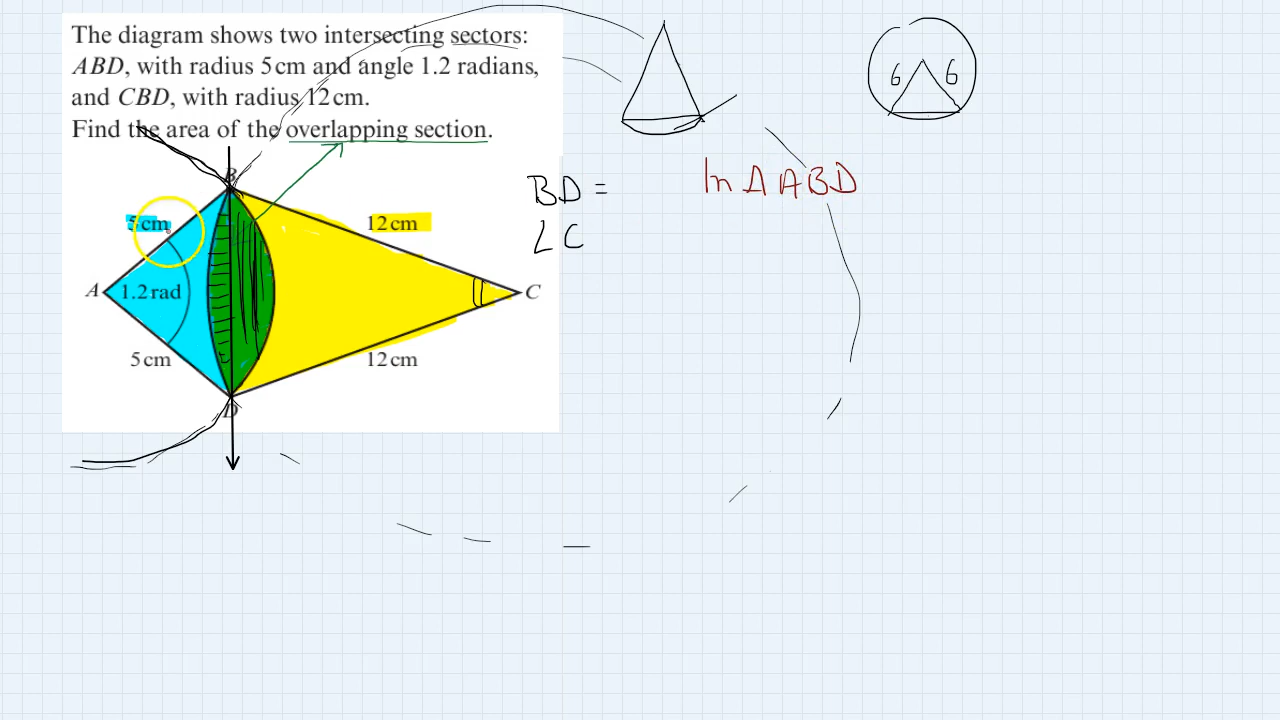 The diagram shows two intersecting sectors:
ABD, with radius 5 cm and angle 1.2 radians,
and CBD, with radius 12 cm.
Find the area of the overlapping section.
B
5 cm
12 cm
A
1.2 rad
C
5 cm
12 cm
D
BD =
∠C
In Δ ABD
6 6